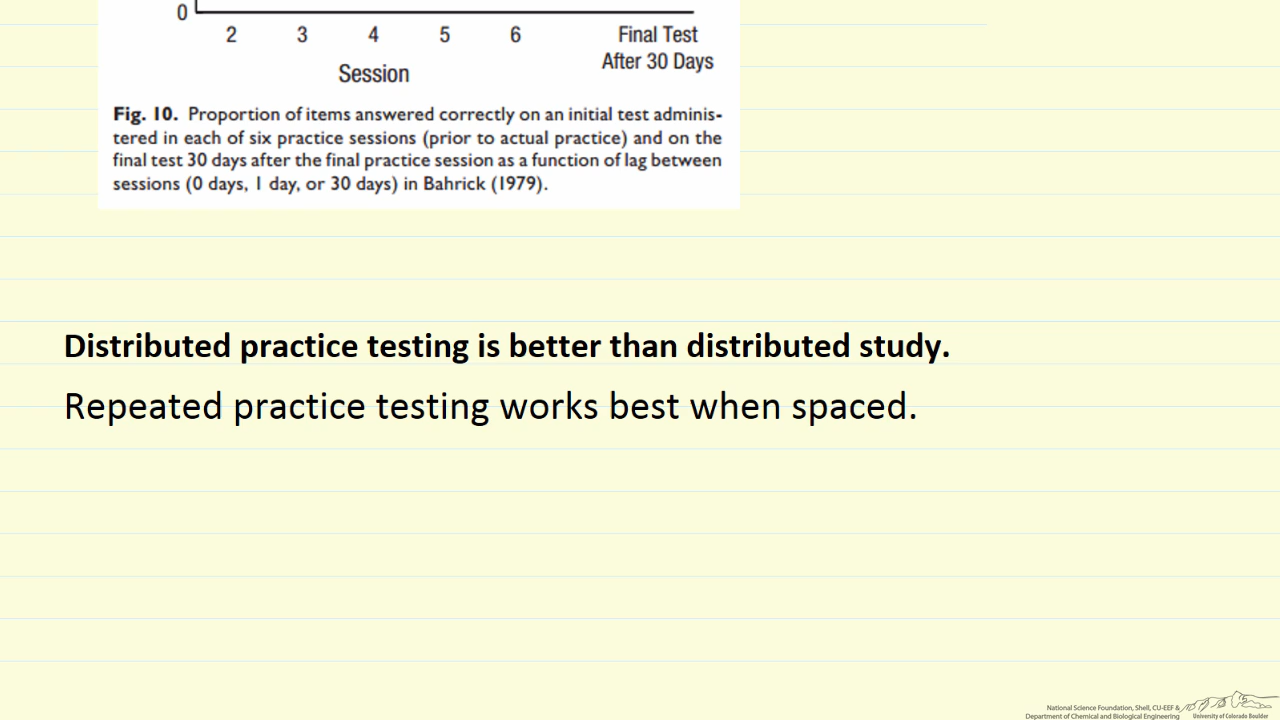 0
2 3 4 5 6 Final Test
After 30 Days
Session
Fig. 10. Proportion of items answered correctly on an initial test adminis-
tered in each of six practice sessions (prior to actual practice) and on the
final test 30 days after the final practice session as a function of lag between
sessions (0 days, 1 day, or 30 days) in Bahrick (1979).
Distributed practice testing is better than distributed study.
Repeated practice testing works best when spaced.
National Science Foundation, Shell, CU-EEF &
Department of Chemical and Biological Engineering
University of Colorado Boulder